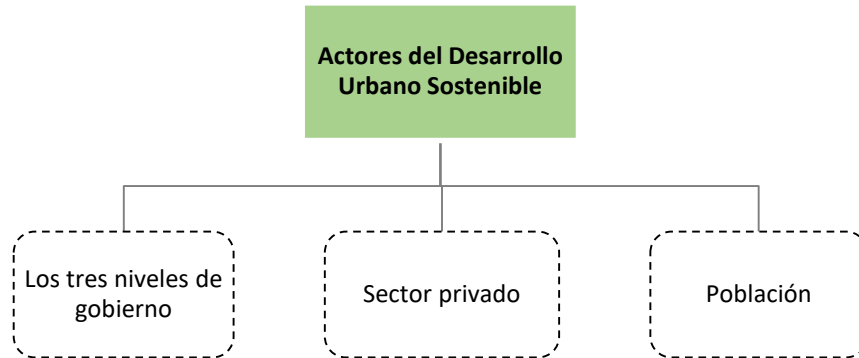 Actores del Desarrollo
Urbano Sostenible
Los tres niveles de
gobierno
Sector privado
Población